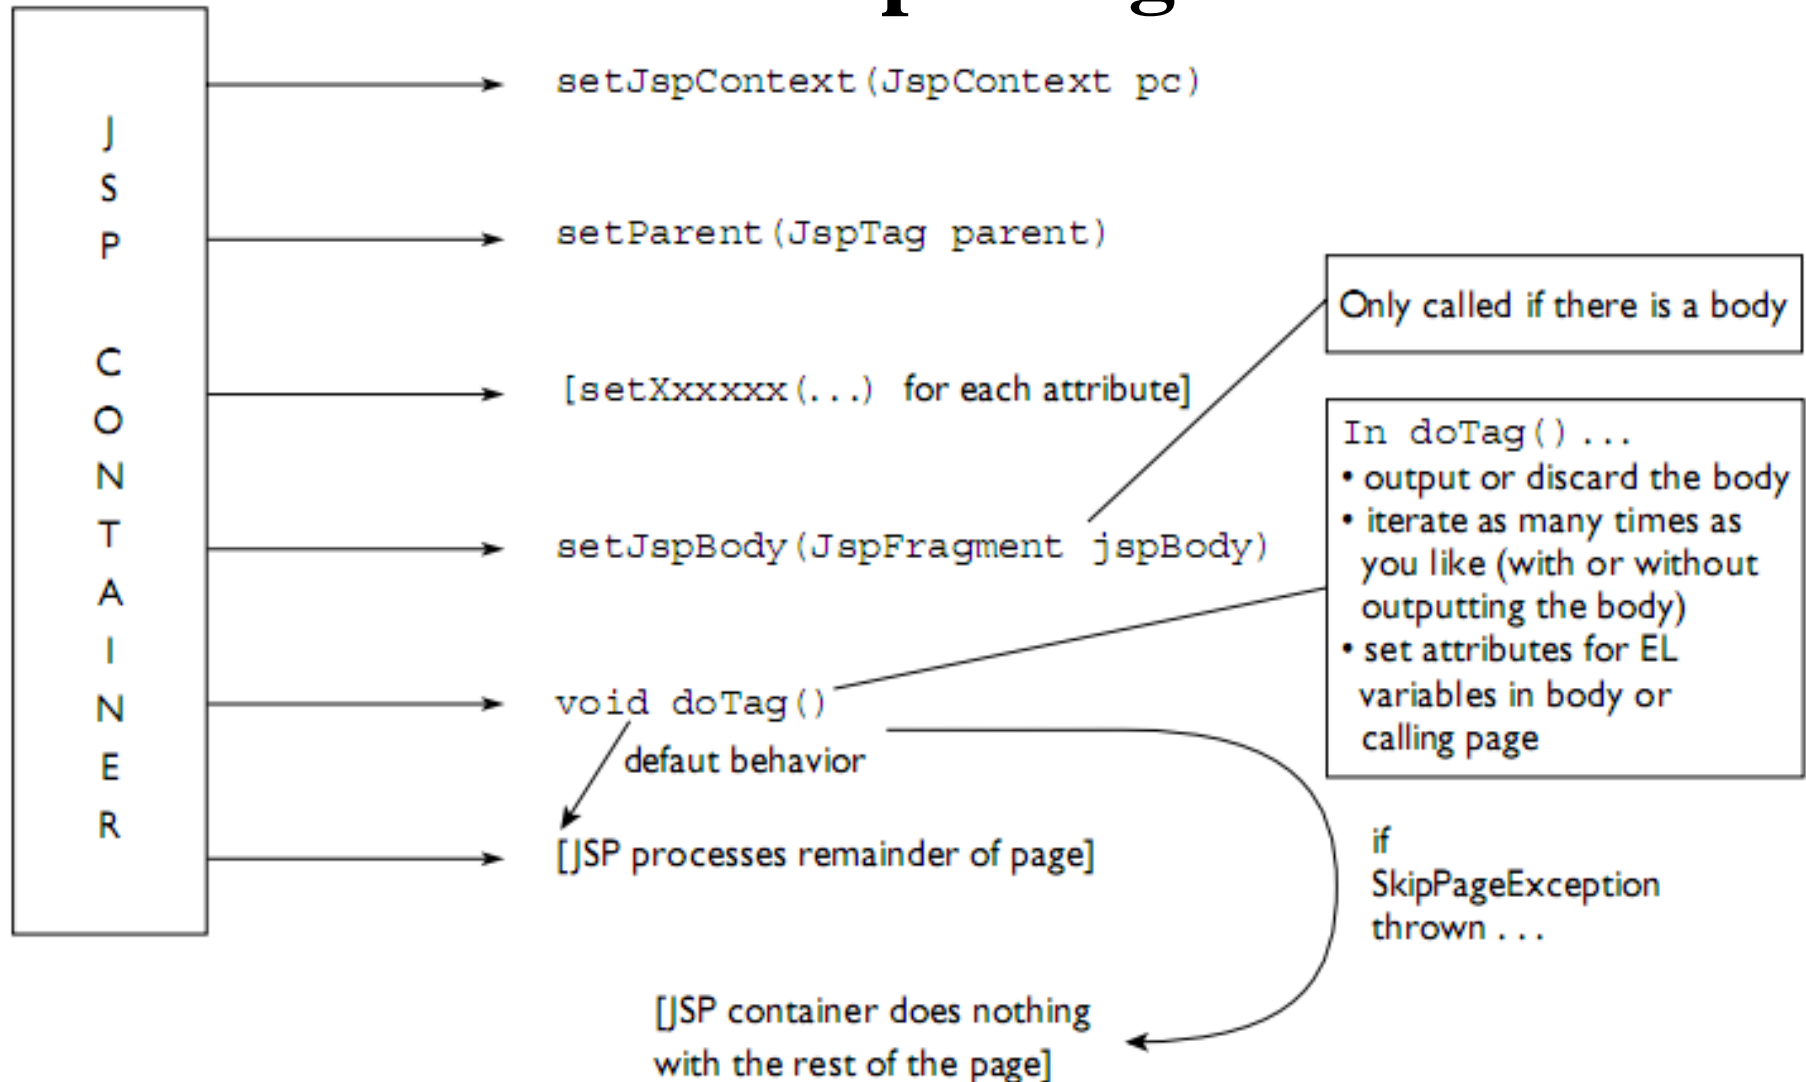 J
S
P
C
O
N
T
A
I
N
E
R
setJspContext(JspContext pc)
setParent(JspTag parent)
[setXxxxxx(...) for each attribute]
setJspBody(JspFragment jspBody)
void doTag()
defaut behavior
[JSP processes remainder of page]
[JSP container does nothing
with the rest of the page]
Only called if there is a body
In doTag()...
• output or discard the body
• iterate as many times as
you like (with or without
outputting the body)
• set attributes for EL
variables in body or
calling page
if
SkipPageException
thrown . . .